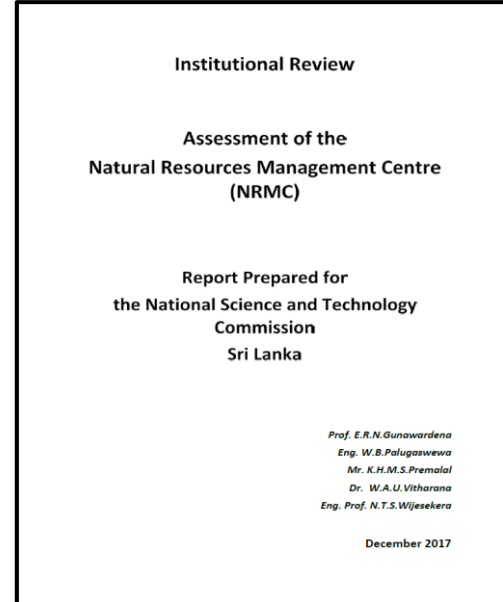 Institutional Review
Assessment of the
Natural Resources Management Centre
(NRMC)
Report Prepared for
the National Science and Technology
Commission
Sri Lanka
Prof. E.R.N.Gunawardena
Eng. W.B.Palugaswewa
Mr. K.H.M.S.Premalal
Dr. W.A.U.Vitharana
Eng. Prof. N.T.S.Wijesekera
December 2017